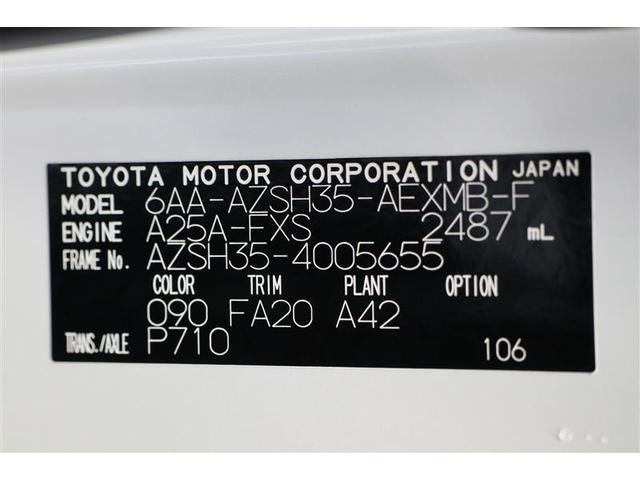 TOYOTA MOTOR CORPORATION JAPAN
MODEL 6AA-AZSH35-AEXMB-F
ENGINE A25A-FXS 2487 mL
FRAME No. AZSH35-4005655
COLOR TRIM PLANT OPTION
090 FA20 A42
TRANS./AXLE P710 106